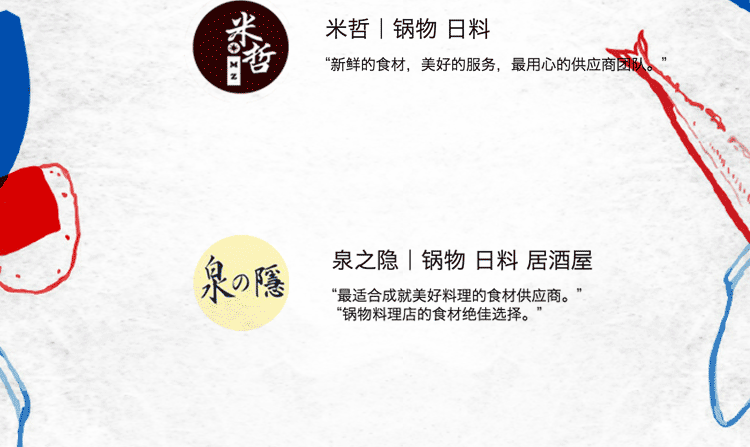 米哲
MZ
米哲｜锅物 日料
“新鲜的食材，美好的服务，最用心的供应商团队。”
泉の隠
泉之隐｜锅物 日料 居酒屋
“最适合成就美好料理的食材供应商。”
“锅物料理店的食材绝佳选择。”